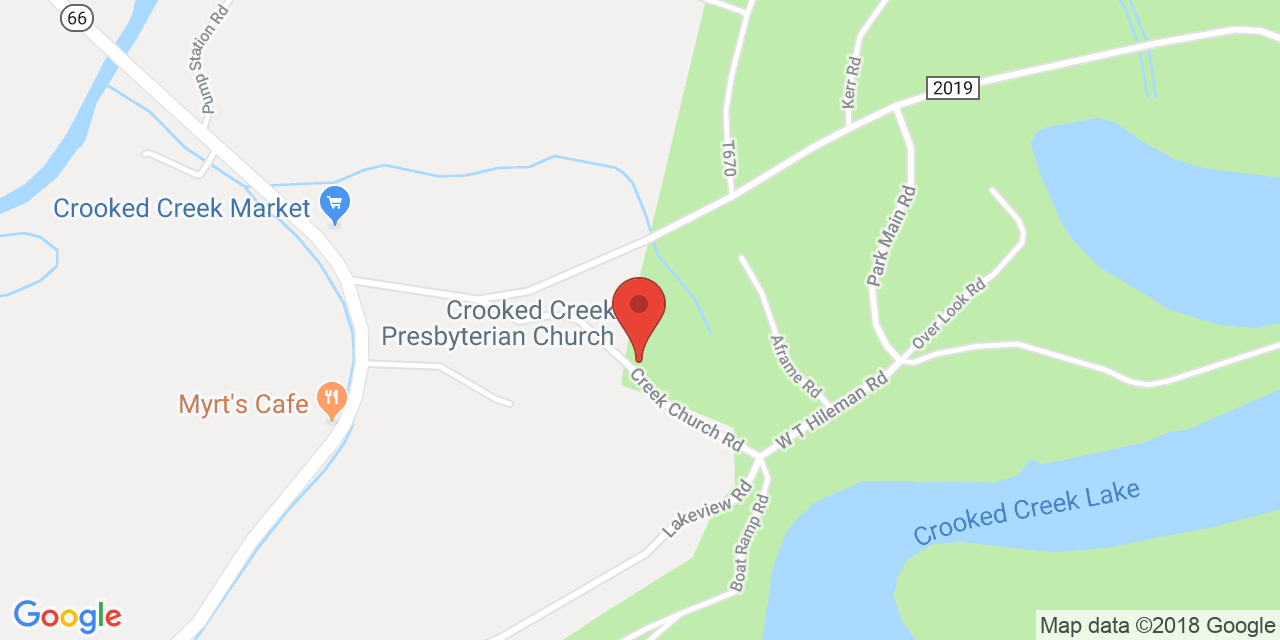 66
Pump Station Rd
2019
Kerr Rd
T670
Crooked Creek Market
Park Main Rd
Over Look Rd
Crooked Creek
Presbyterian Church
Aframe Rd
Creek Church Rd
W T Hileman Rd
Myrt's Cafe
Lakeview Rd
Boat Ramp Rd
Crooked Creek Lake
Google
Map data ©2018 Google